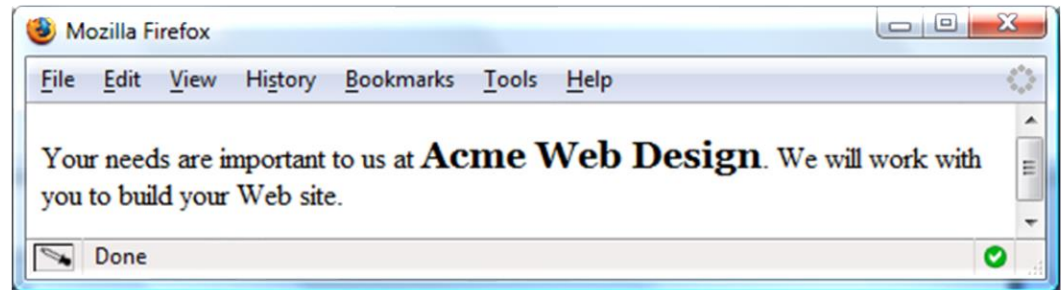 Mozilla Firefox
File Edit View History Bookmarks Tools Help
Your needs are important to us at Acme Web Design. We will work with
you to build your Web site.
Done